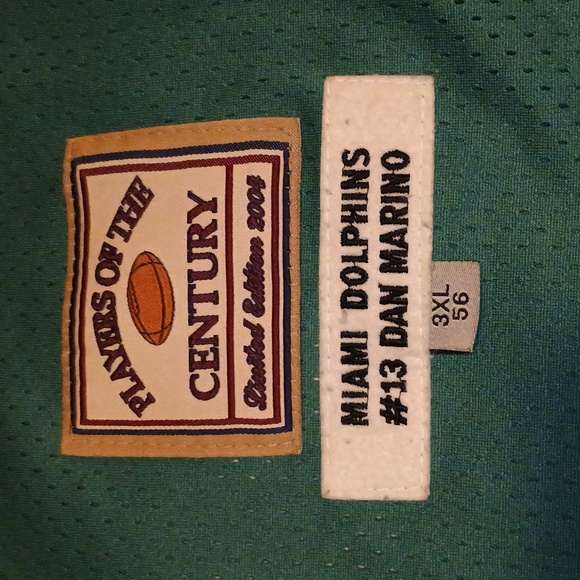 PLAYERS OF THE
CENTURY
Limited Edition 2004
MIAMI DOLPHINS
#13 DAN MARINO
3XL
56